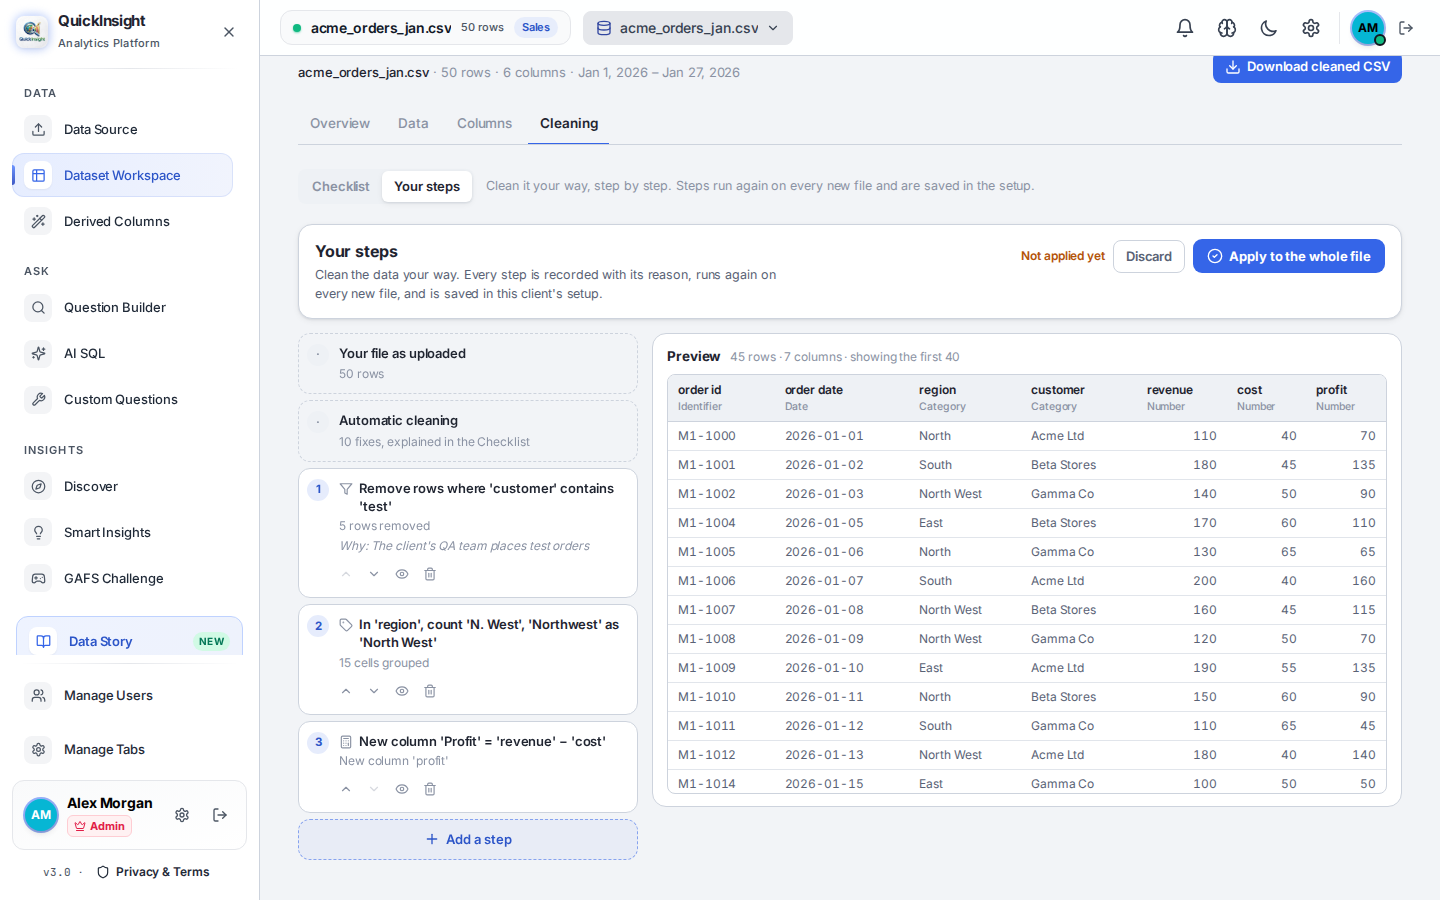 QuickInsight
Analytics Platform
DATA
Data Source
Dataset Workspace
Derived Columns
ASK
Question Builder
AI SQL
Custom Questions
INSIGHTS
Discover
Smart Insights
GAFS Challenge
Data Story NEW
Manage Users
Manage Tabs
AM Alex Morgan
Admin
v3.0 · Privacy & Terms
acme_orders_jan.csv 50 rows Sales
acme_orders_jan.csv
AM
acme_orders_jan.csv · 50 rows · 6 columns · Jan 1, 2026 – Jan 27, 2026
Download cleaned CSV
Overview Data Columns Cleaning
Checklist Your steps Clean it your way, step by step. Steps run again on every new file and are saved in the setup.
Your steps
Clean the data your way. Every step is recorded with its reason, runs again on
every new file, and is saved in this client's setup.
Not applied yet Discard Apply to the whole file
· Your file as uploaded
50 rows
· Automatic cleaning
10 fixes, explained in the Checklist
1 Remove rows where 'customer' contains
'test'
5 rows removed
Why: The client's QA team places test orders
2 In 'region', count 'N. West', 'Northwest' as
'North West'
15 cells grouped
3 New column 'Profit' = 'revenue' − 'cost'
New column 'profit'
+ Add a step
Preview 45 rows · 7 columns · showing the first 40
order id order date region customer revenue cost profit
Identifier Date Category Category Number Number Number
M1-1000 2026-01-01 North Acme Ltd 110 40 70
M1-1001 2026-01-02 South Beta Stores 180 45 135
M1-1002 2026-01-03 North West Gamma Co 140 50 90
M1-1004 2026-01-05 East Beta Stores 170 60 110
M1-1005 2026-01-06 North Gamma Co 130 65 65
M1-1006 2026-01-07 South Acme Ltd 200 40 160
M1-1007 2026-01-08 North West Beta Stores 160 45 115
M1-1008 2026-01-09 North West Gamma Co 120 50 70
M1-1009 2026-01-10 East Acme Ltd 190 55 135
M1-1010 2026-01-11 North Beta Stores 150 60 90
M1-1011 2026-01-12 South Gamma Co 110 65 45
M1-1012 2026-01-13 North West Acme Ltd 180 40 140
M1-1014 2026-01-15 East Gamma Co 100 50 50